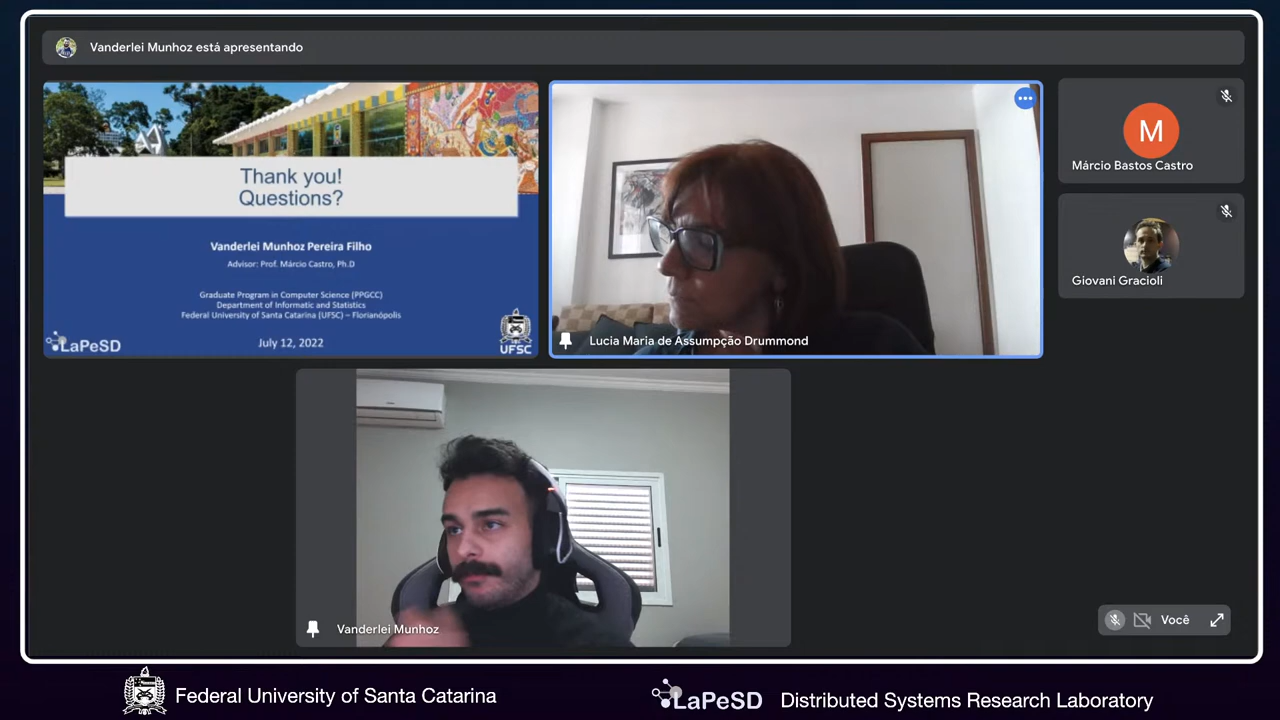 Vanderlei Munhoz está apresentando
Thank you!
Questions?
Vanderlei Munhoz Pereira Filho
Advisor: Prof. Márcio Castro, Ph.D
Graduate Program in Computer Science (PPGCC)
Department of Informatic and Statistics
Federal University of Santa Catarina (UFSC) – Florianópolis
July 12, 2022
LaPeSD
UFSC
Lucia Maria de Assumpção Drummond
M
Márcio Bastos Castro
Giovani Gracioli
Vanderlei Munhoz
Você
Federal University of Santa Catarina
LaPeSD
Distributed Systems Research Laboratory